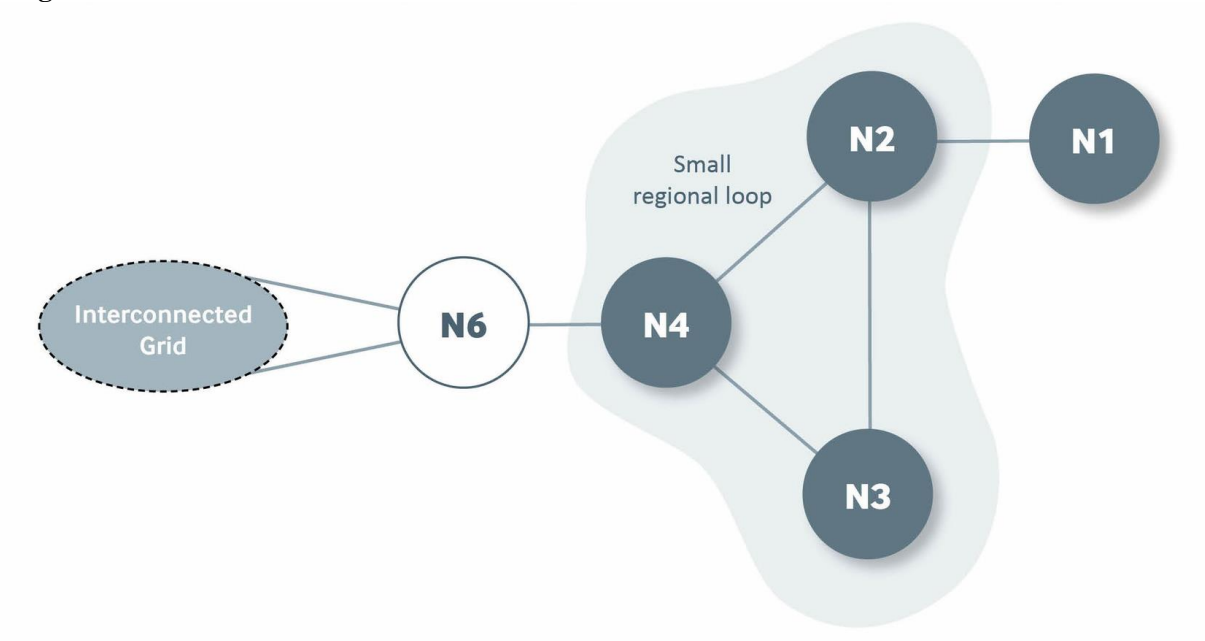 N2
N1
Small
regional loop
Interconnected
Grid
N6
N4
N3